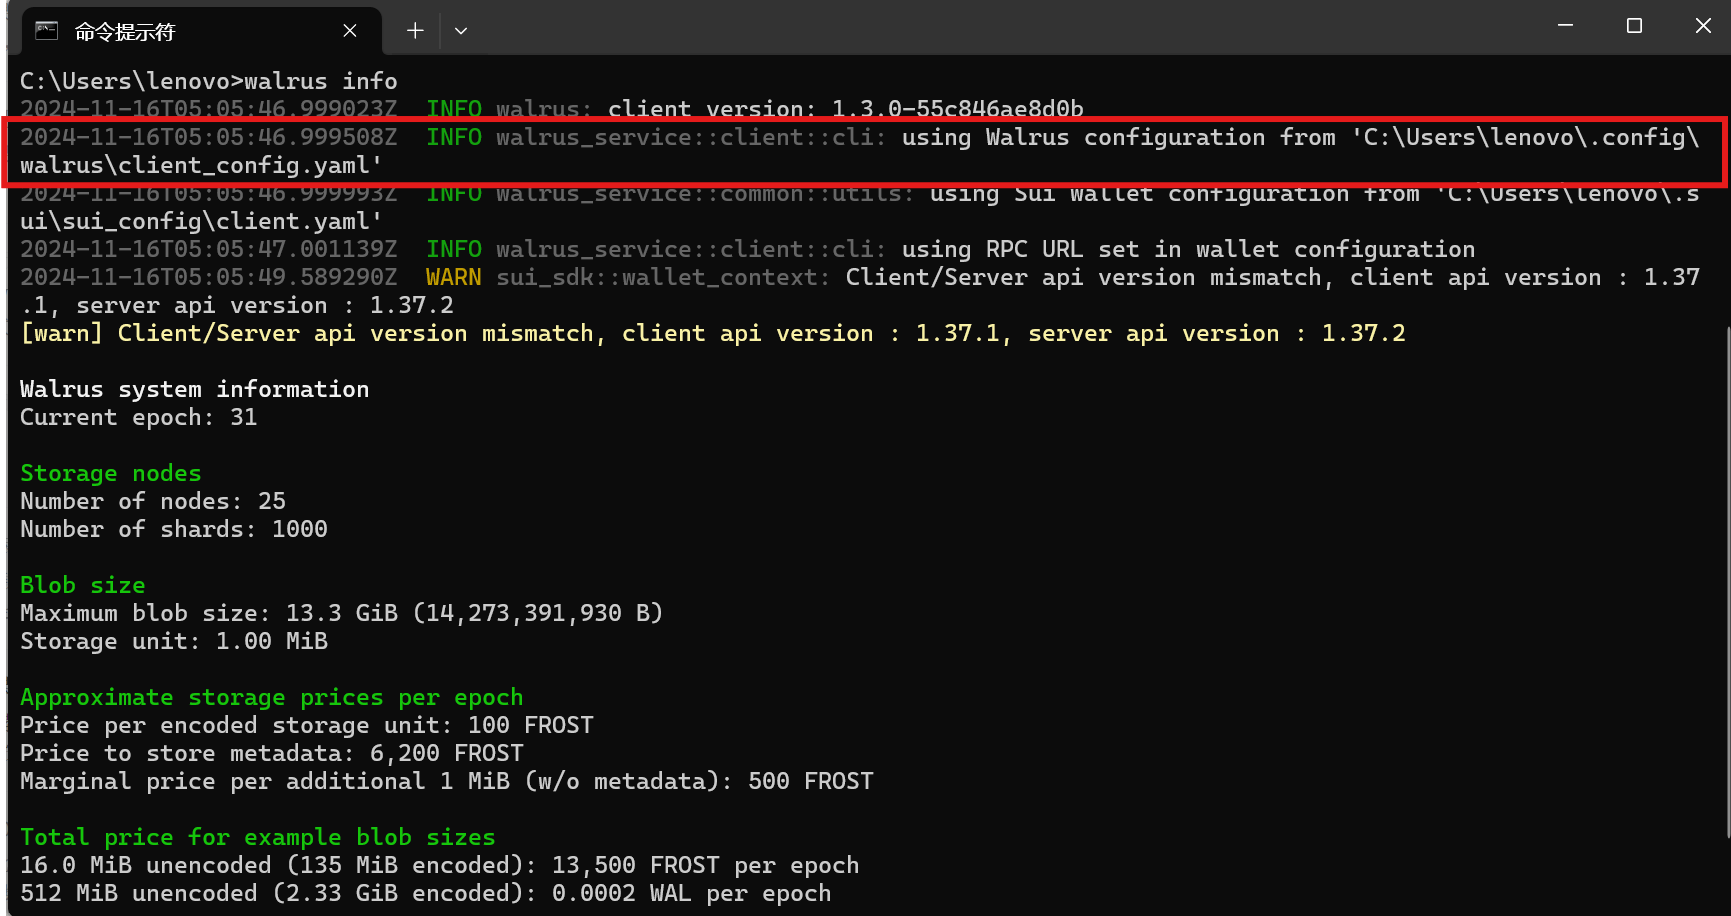 命令提示符
C:\Users\lenovo>walrus info
2024-11-16T05:05:46.999023Z  INFO walrus: client version: 1.3.0-55c846ae8d0b
2024-11-16T05:05:46.999508Z  INFO walrus_service::client::cli: using Walrus configuration from 'C:\Users\lenovo\.config\
walrus\client_config.yaml'
2024-11-16T05:05:46.999993Z  INFO walrus_service::common::utils: using Sui wallet configuration from 'C:\Users\lenovo\.s
ui\sui_config\client.yaml'
2024-11-16T05:05:47.001139Z  INFO walrus_service::client::cli: using RPC URL set in wallet configuration
2024-11-16T05:05:49.589290Z  WARN sui_sdk::wallet_context: Client/Server api version mismatch, client api version : 1.37
.1, server api version : 1.37.2
[warn] Client/Server api version mismatch, client api version : 1.37.1, server api version : 1.37.2
Walrus system information
Current epoch: 31
Storage nodes
Number of nodes: 25
Number of shards: 1000
Blob size
Maximum blob size: 13.3 GiB (14,273,391,930 B)
Storage unit: 1.00 MiB
Approximate storage prices per epoch
Price per encoded storage unit: 100 FROST
Price to store metadata: 6,200 FROST
Marginal price per additional 1 MiB (w/o metadata): 500 FROST
Total price for example blob sizes
16.0 MiB unencoded (135 MiB encoded): 13,500 FROST per epoch
512 MiB unencoded (2.33 GiB encoded): 0.0002 WAL per epoch